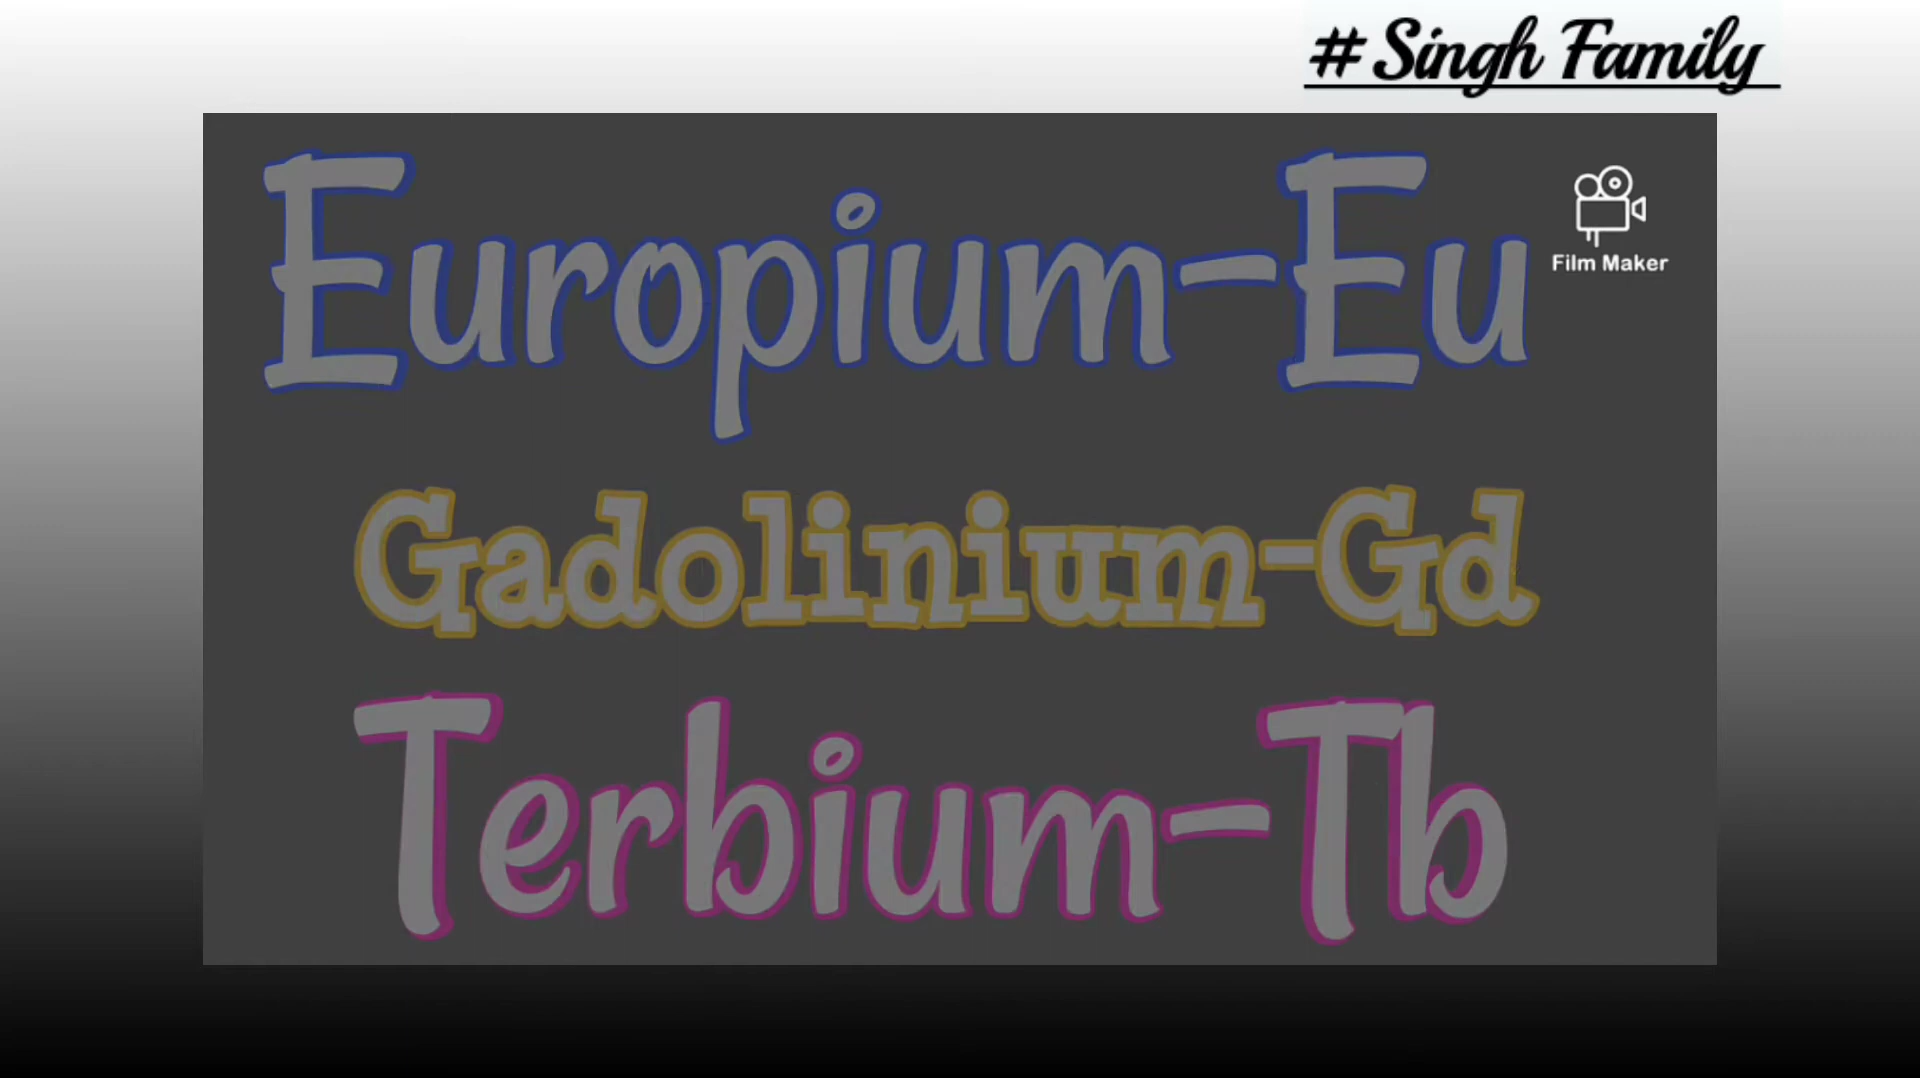 #Singh Family
Europium-Eu
Film Maker
Gadolinium-Gd
Terbium-Tb